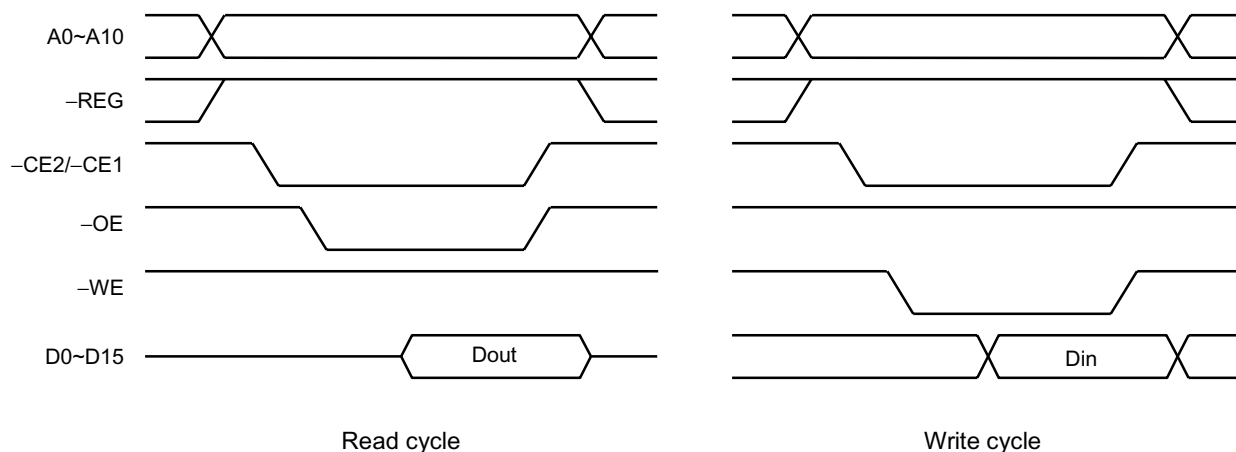 A0~A10
–REG
–CE2/–CE1
–OE
–WE
D0~D15
Dout
Din
Read cycle
Write cycle